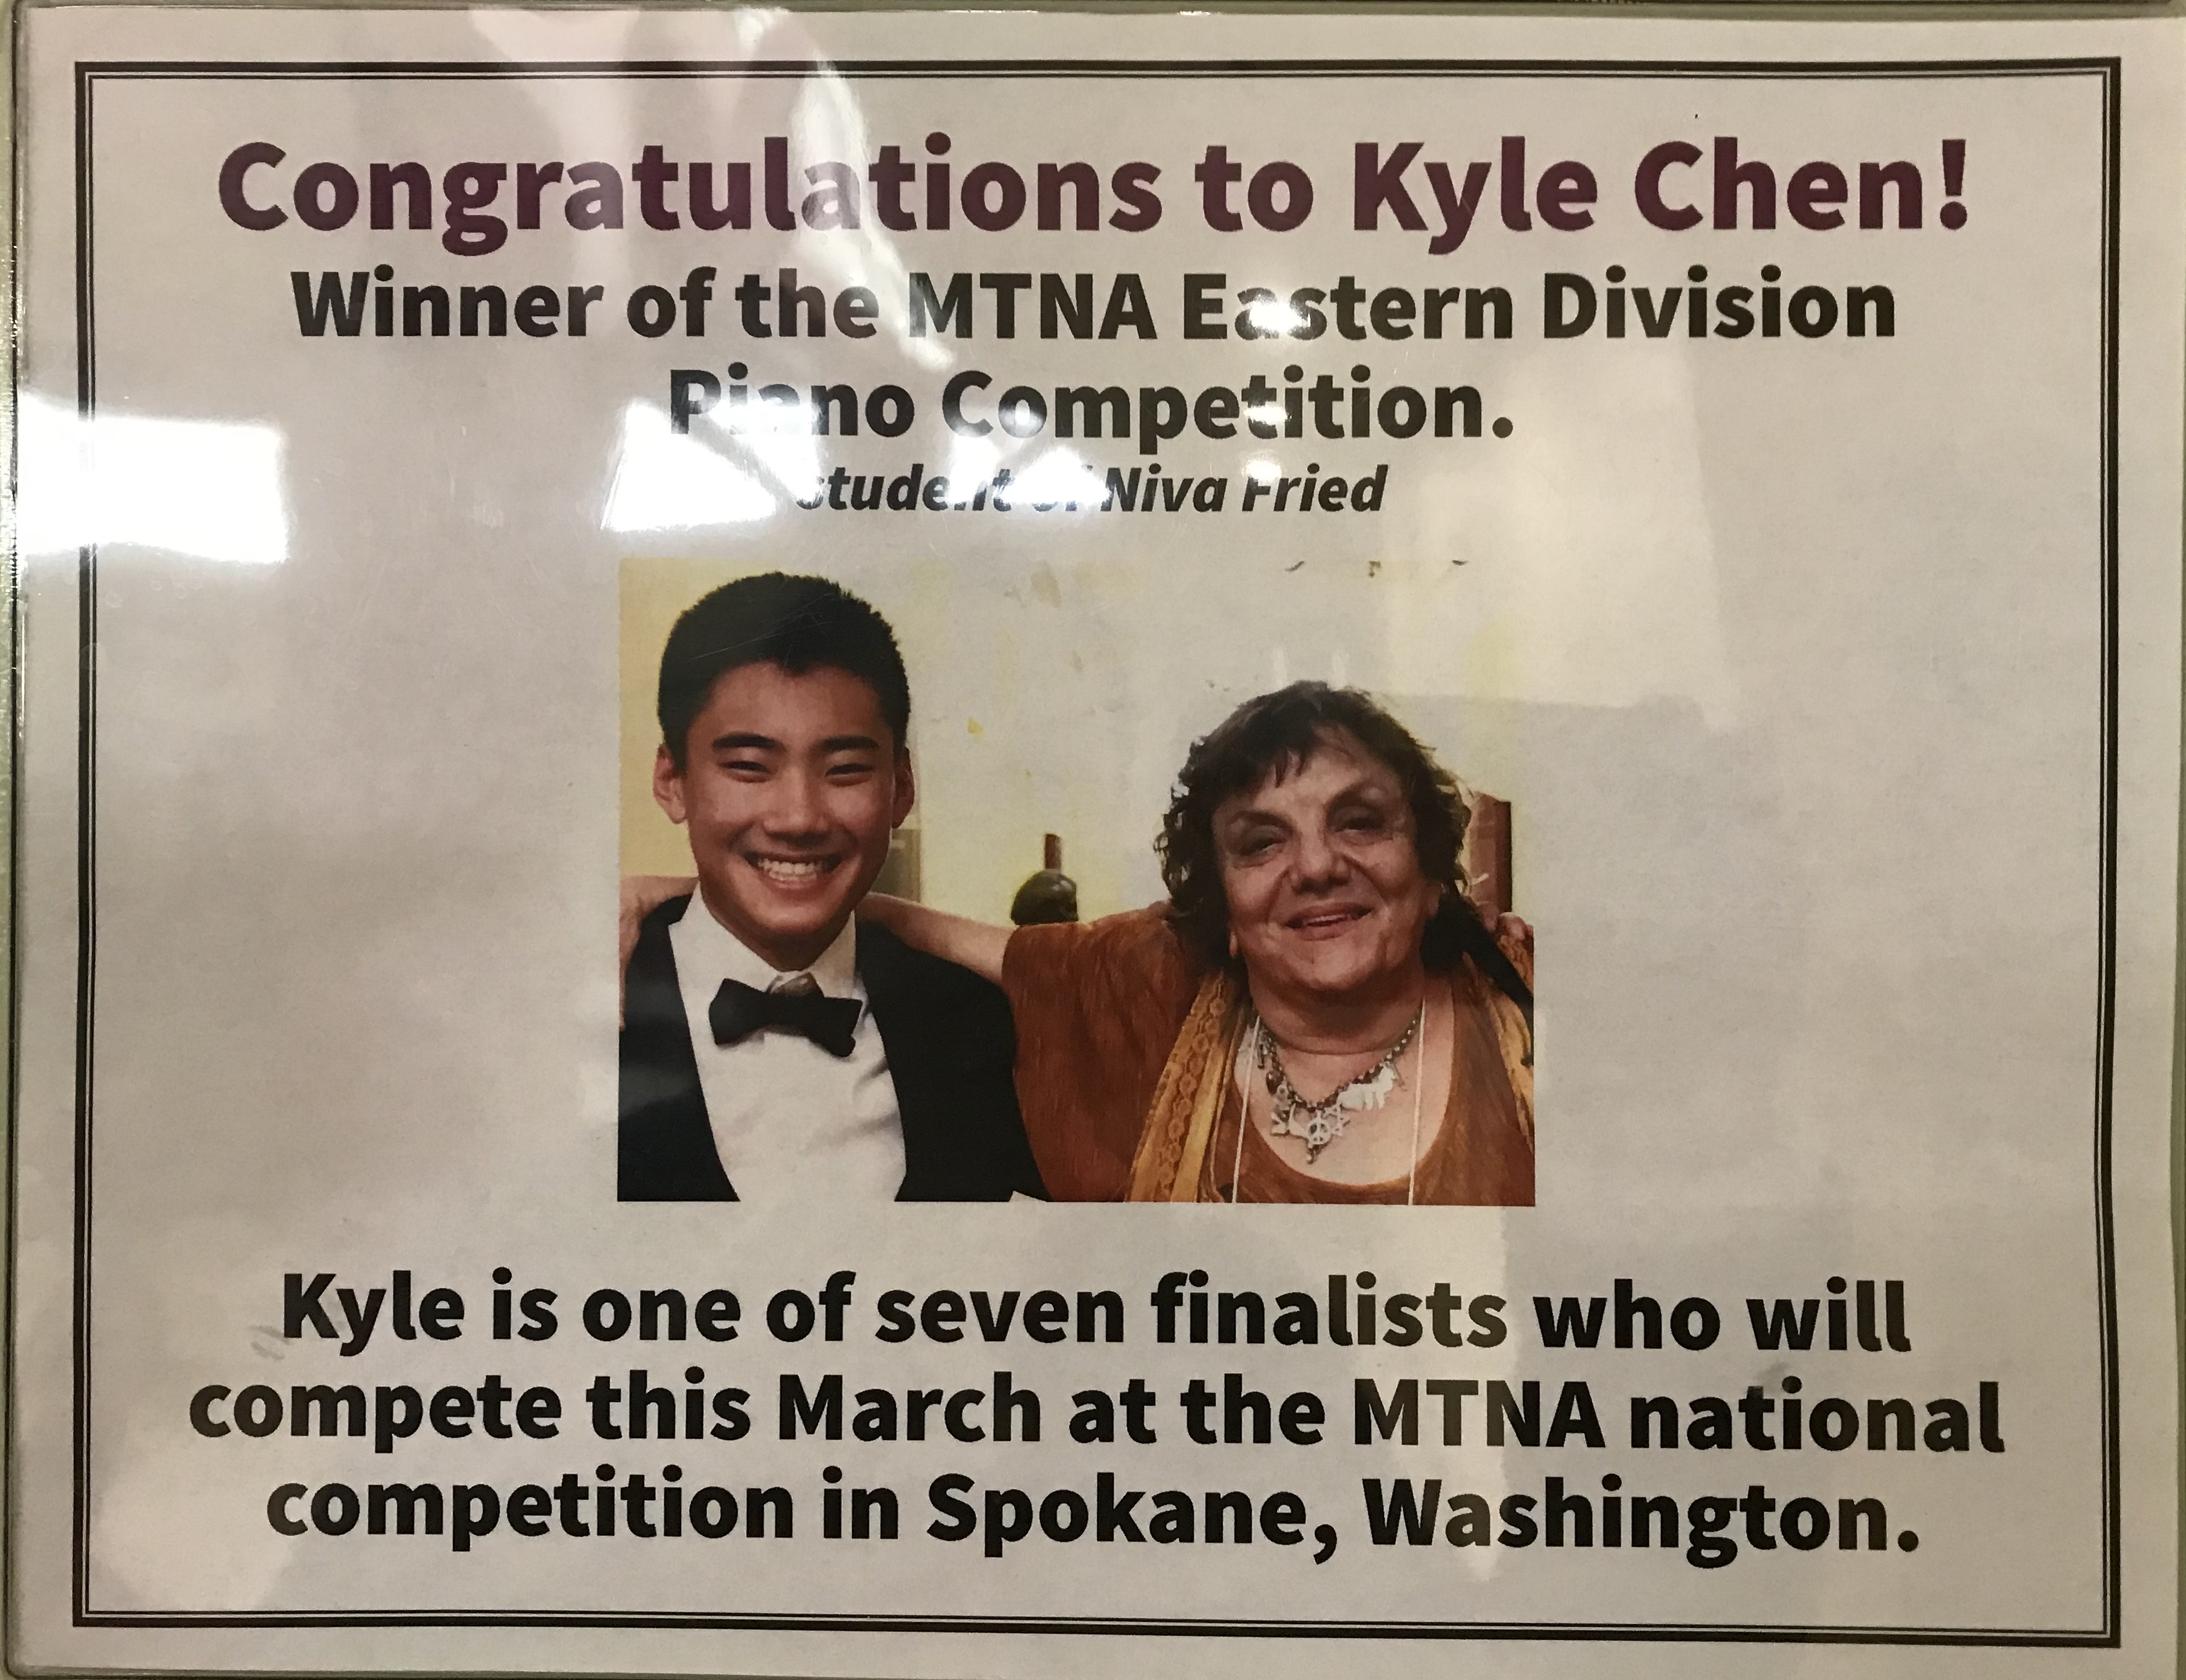 Congratulations to Kyle Chen!
Winner of the MTNA Eastern Division
Piano Competition.
student of Niva Fried
Kyle is one of seven finalists who will
compete this March at the MTNA national
competition in Spokane, Washington.